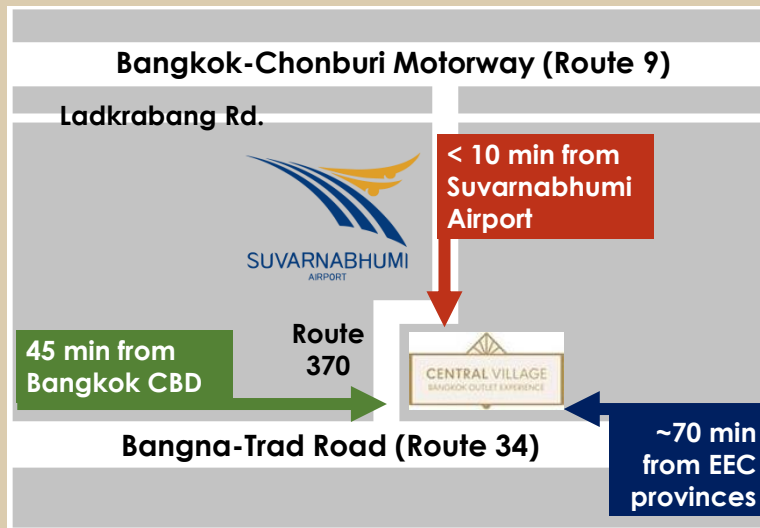 Bangkok-Chonburi Motorway (Route 9)
Ladkrabang Rd.
< 10 min from
Suvarnabhumi
Airport
SUVARNABHUMI
AIRPORT
Route
370
45 min from
Bangkok CBD
CENTRAL VILLAGE
BANGKOK OUTLET EXPERIENCE
Bangna-Trad Road (Route 34)
~70 min
from EEC
provinces